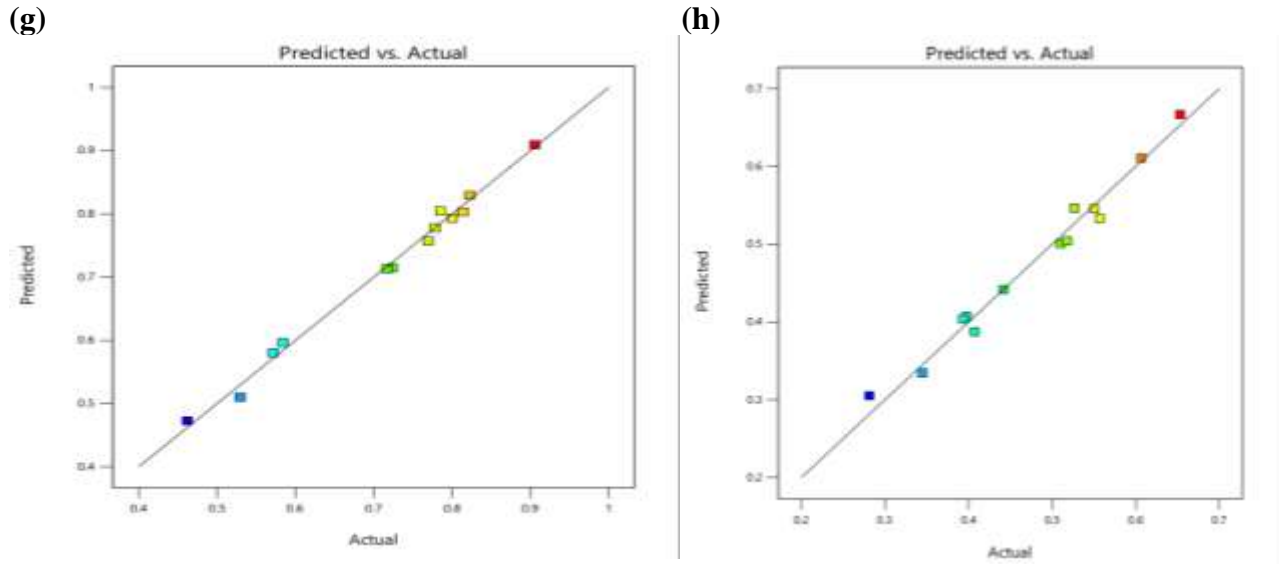 (g)
Predicted vs. Actual
1
0.9
0.8
0.7
0.6
0.5
0.4
Predicted
0.4 0.5 0.6 0.7 0.8 0.9 1
Actual
(h)
Predicted vs. Actual
0.7
0.6
0.5
0.4
0.3
0.2
Predicted
0.2 0.3 0.4 0.5 0.6 0.7
Actual